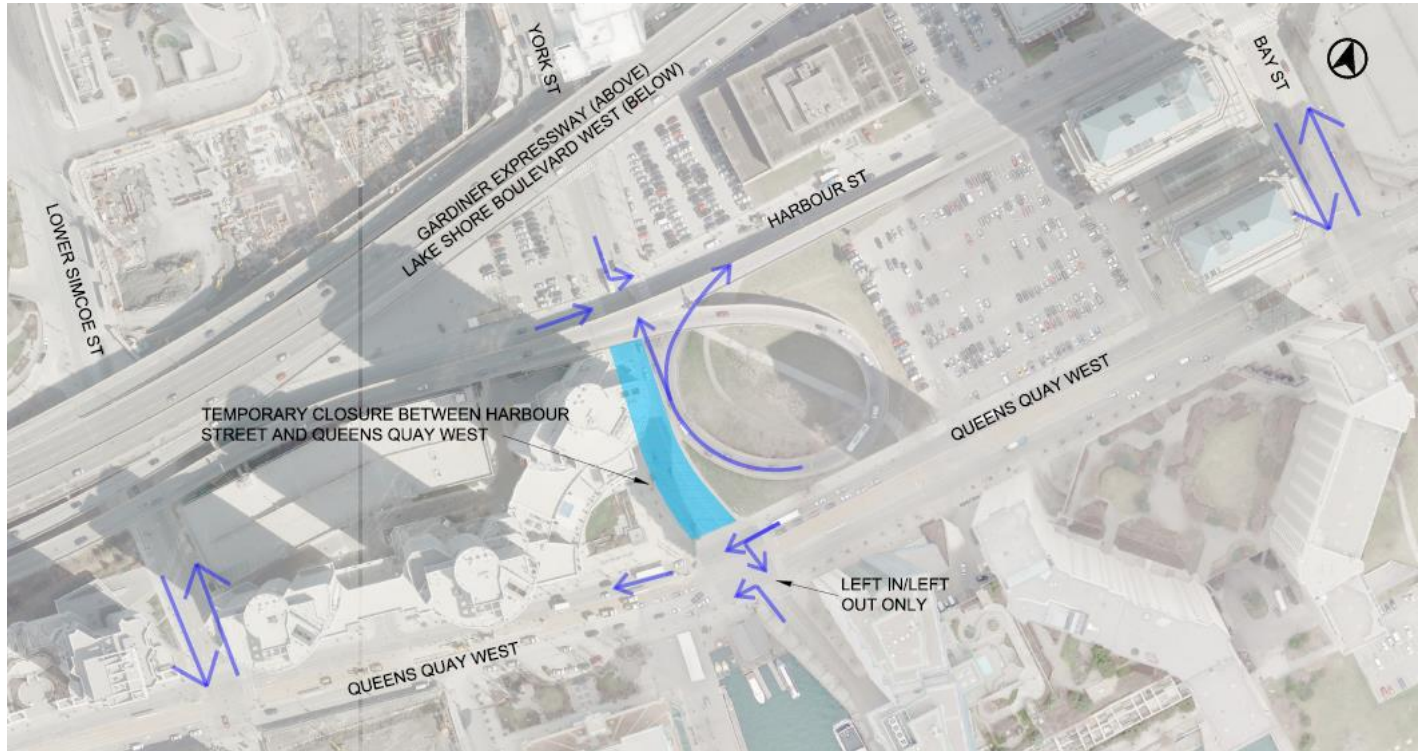 YORK ST
BAY ST
GARDINER EXPRESSWAY (ABOVE)
LAKE SHORE BOULEVARD WEST (BELOW)
LOWER SIMCOE ST
HARBOUR ST
TEMPORARY CLOSURE BETWEEN HARBOUR
STREET AND QUEENS QUAY WEST
QUEENS QUAY WEST
LEFT IN/LEFT
OUT ONLY
QUEENS QUAY WEST